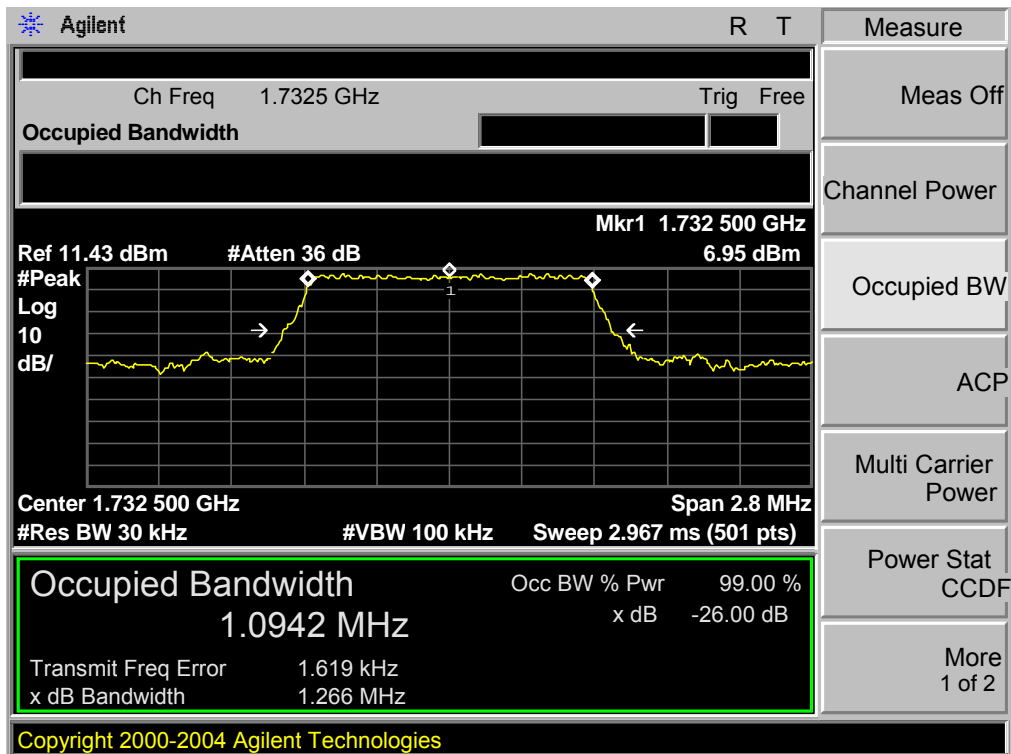 Agilent R T
Measure
Ch Freq 1.7325 GHz Trig Free
Occupied Bandwidth
Mkr1 1.732 500 GHz
Ref 11.43 dBm #Atten 36 dB 6.95 dBm
#Peak
Log
10
dB/
1
Center 1.732 500 GHz Span 2.8 MHz
#Res BW 30 kHz #VBW 100 kHz Sweep 2.967 ms (501 pts)
Occupied Bandwidth Occ BW % Pwr 99.00 %
1.0942 MHz x dB -26.00 dB
Transmit Freq Error 1.619 kHz
x dB Bandwidth 1.266 MHz
Copyright 2000-2004 Agilent Technologies
Meas Off
Channel Power
Occupied BW
ACP
Multi Carrier
Power
Power Stat
CCDF
More
1 of 2